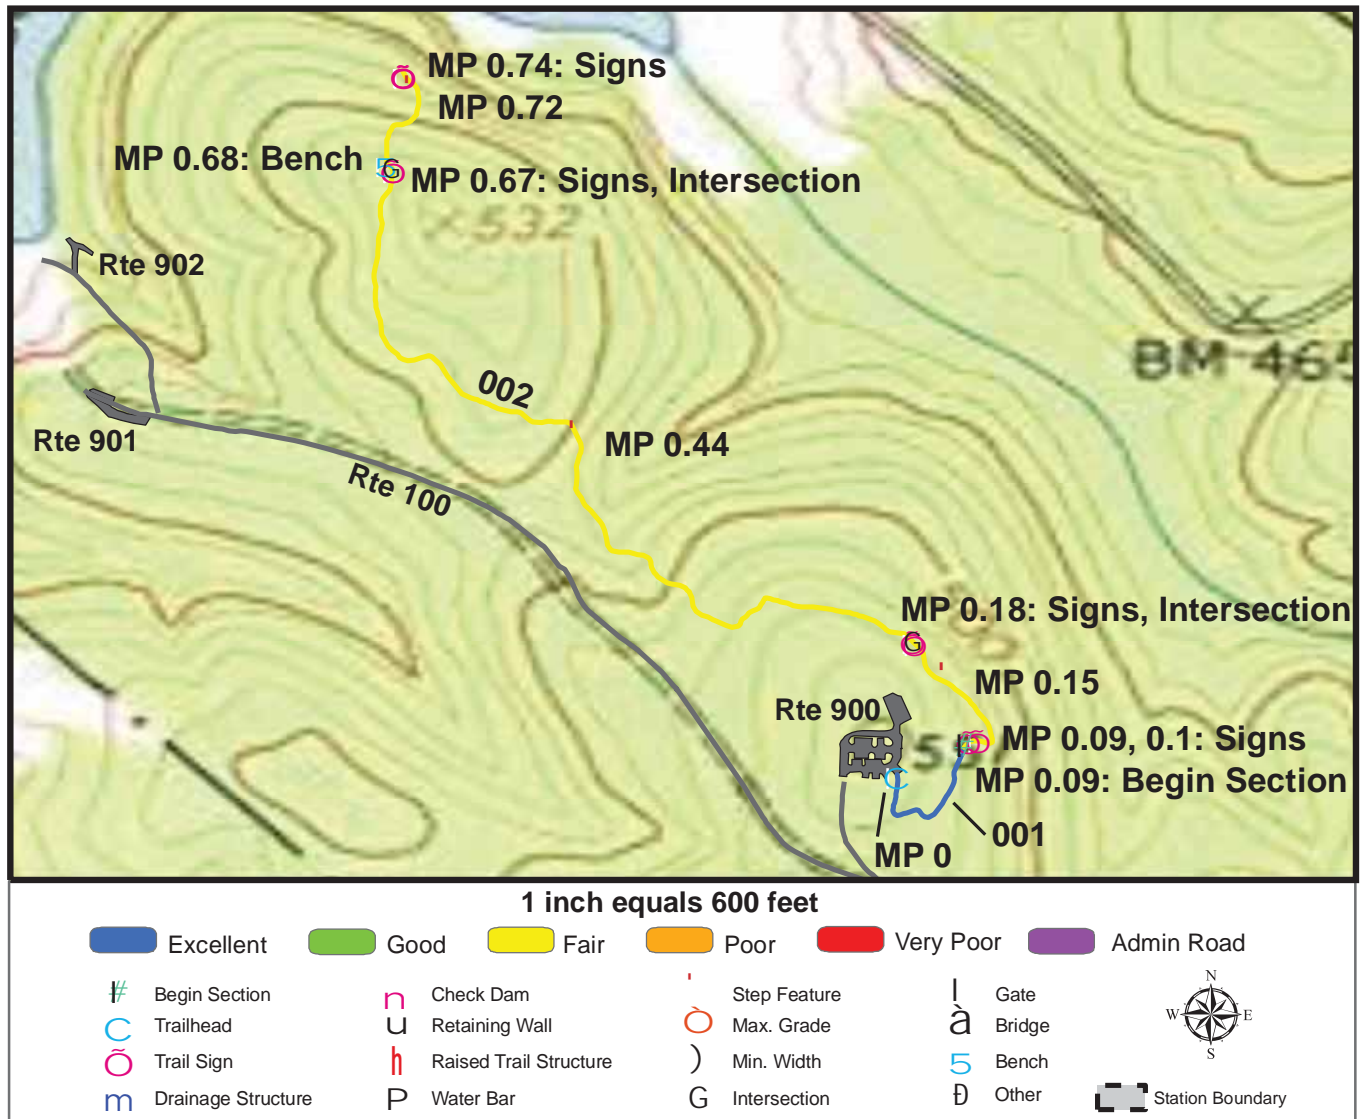 MP 0.74: Signs
MP 0.72
MP 0.68: Bench
MP 0.67: Signs, Intersection
X532
Rte 902
BM 465
002
Rte 901
MP 0.44
Rte 100
MP 0.18: Signs, Intersection
MP 0.15
Rte 900
MP 0.09, 0.1: Signs
MP 0.09: Begin Section
001
MP 0
1 inch equals 600 feet
Excellent
Good
Fair
Poor
Very Poor
Admin Road
Begin Section
n Check Dam
' Step Feature
l Gate
N
C Trailhead
u Retaining Wall
Ò Max. Grade
à Bridge
W E
Õ Trail Sign
h Raised Trail Structure
) Min. Width
5 Bench
S
m Drainage Structure
P Water Bar
G Intersection
Đ Other
Station Boundary